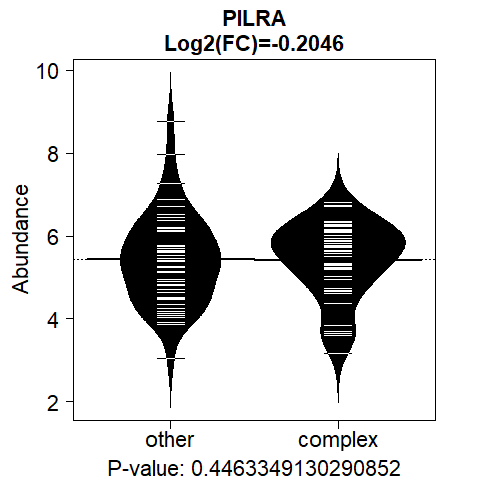 PILRA
Log2(FC)=-0.2046
10
8
6
4
2
Abundance
other complex
P-value: 0.4463349130290852